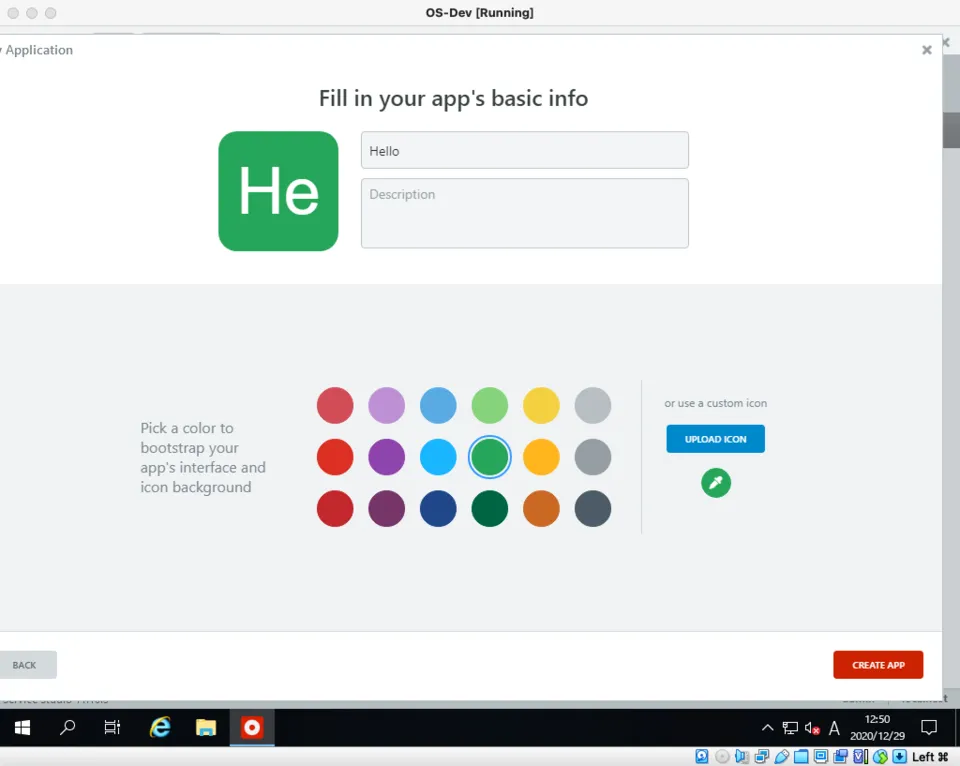 OS-Dev [Running]
Application
Fill in your app's basic info
He
Hello
Description
Pick a color to
bootstrap your
app's interface and
icon background
or use a custom icon
UPLOAD ICON
BACK
CREATE APP
A
12:50
2020/12/29
Left ⌘